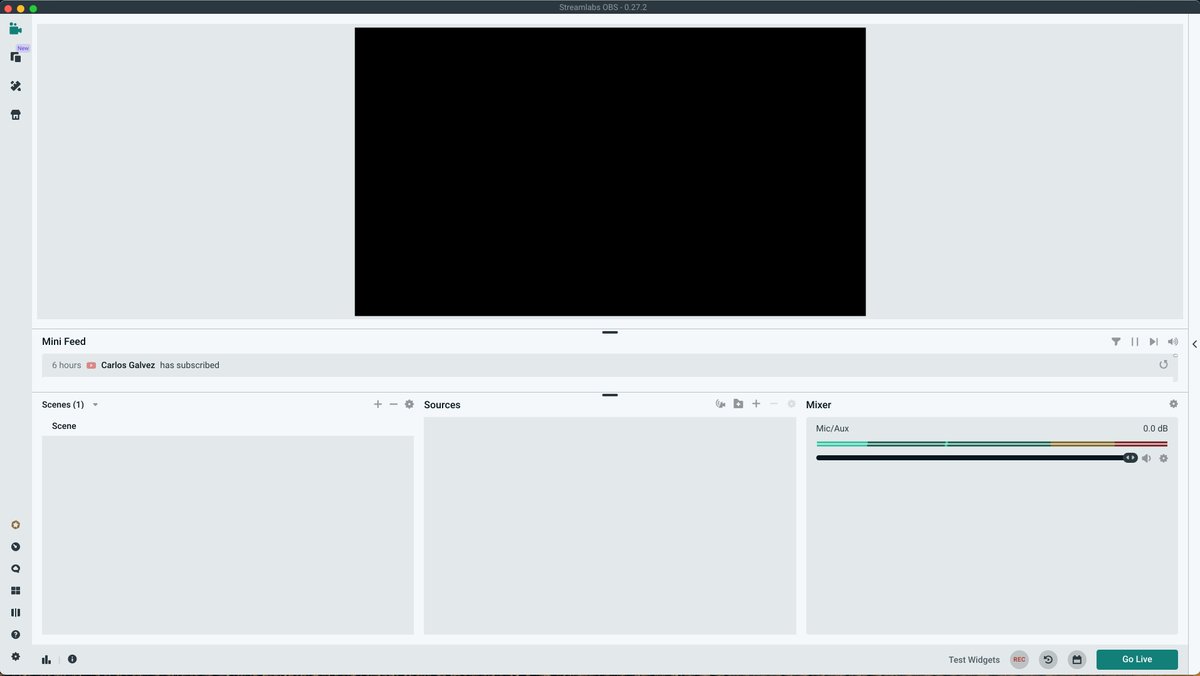 Streamlabs OBS - 0.27.2
New
Mini Feed
6 hours Carlos Galvez has subscribed
Scenes (1)
Sources
Mixer
Scene
Mic/Aux 0.0 dB
Test Widgets REC Go Live